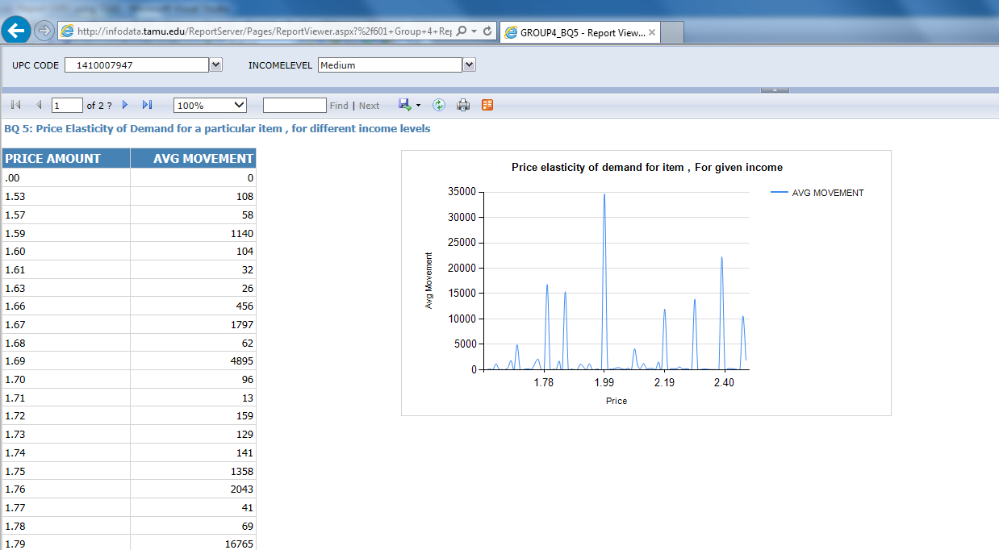 http://infodata.tamu.edu/ReportServer/Pages/ReportViewer.aspx?%2f601+Group+4+Rep
GROUP4_BQ5 - Report View...
UPC CODE 1410007947 INCOMELEVEL Medium
1 of 2 ? 100% Find | Next
BQ 5: Price Elasticity of Demand for a particular item , for different income levels
PRICE AMOUNT AVG MOVEMENT
.00 0
1.53 108
1.57 58
1.59 1140
1.60 104
1.61 32
1.63 26
1.66 456
1.67 1797
1.68 62
1.69 4895
1.70 96
1.71 13
1.72 159
1.73 129
1.74 141
1.75 1358
1.76 2043
1.77 41
1.78 69
1.79 16765
Price elasticity of demand for item , For given income
AVG MOVEMENT
35000
30000
25000
20000
15000
10000
5000
0
Avg Movement
1.78 1.99 2.19 2.40
Price